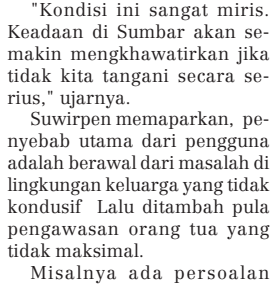 "Kondisi ini sangat miris.
Keadaan di Sumbar akan se-
makin mengkhawatirkan jika
tidak kita tangani secara se-
rius," ujarnya.
Suwirpen memaparkan, pe-
nyebab utama dari pengguna
adalah berawal dari masalah di
lingkungan keluarga yang tidak
kondusif Lalu ditambah pula
pengawasan orang tua yang
tidak maksimal.
Misalnya ada persoalan